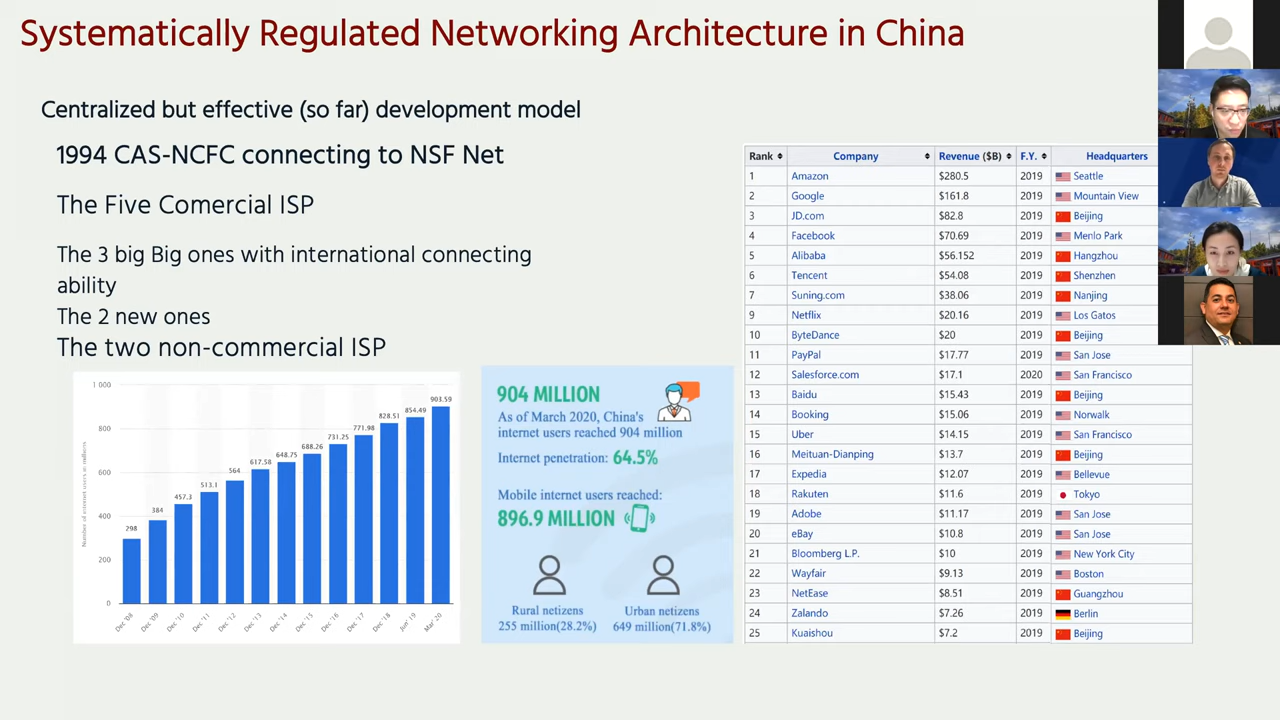 Systematically Regulated Networking Architecture in China
Centralized but effective (so far) development model
1994 CAS-NCFC connecting to NSF Net
The Five Comercial ISP
The 3 big Big ones with international connecting
ability
The 2 new ones
The two non-commercial ISP
Number of internet users in millions
1 000
800
600
400
200
0
298
384
457.3
513.1
564
617.58
648.75
688.26
731.25
771.98
828.51
854.49
903.59
Dec '08
Dec '09
Dec '10
Dec '11
Dec '12
Dec '13
Dec '14
Dec '15
Dec '16
Dec '17
Dec '18
Jun '19
Mar '20
904 MILLION
As of March 2020, China's
internet users reached 904 million
Internet penetration: 64.5%
Mobile internet users reached:
896.9 MILLION
Rural netizens
255 million(28.2%)
Urban netizens
649 million(71.8%)
Rank Company Revenue ($B) F.Y. Headquarters
1 Amazon $280.5 2019 Seattle
2 Google $161.8 2019 Mountain View
3 JD.com $82.8 2019 Beijing
4 Facebook $70.69 2019 Menlo Park
5 Alibaba $56.152 2019 Hangzhou
6 Tencent $54.08 2019 Shenzhen
7 Suning.com $38.06 2019 Nanjing
9 Netflix $20.16 2019 Los Gatos
10 ByteDance $20 2019 Beijing
11 PayPal $17.77 2019 San Jose
12 Salesforce.com $17.1 2020 San Francisco
13 Baidu $15.43 2019 Beijing
14 Booking $15.06 2019 Norwalk
15 Uber $14.15 2019 San Francisco
16 Meituan-Dianping $13.7 2019 Beijing
17 Expedia $12.07 2019 Bellevue
18 Rakuten $11.6 2019 Tokyo
19 Adobe $11.17 2019 San Jose
20 eBay $10.8 2019 San Jose
21 Bloomberg L.P. $10 2019 New York City
22 Wayfair $9.13 2019 Boston
23 NetEase $8.51 2019 Guangzhou
24 Zalando $7.26 2019 Berlin
25 Kuaishou $7.2 2019 Beijing